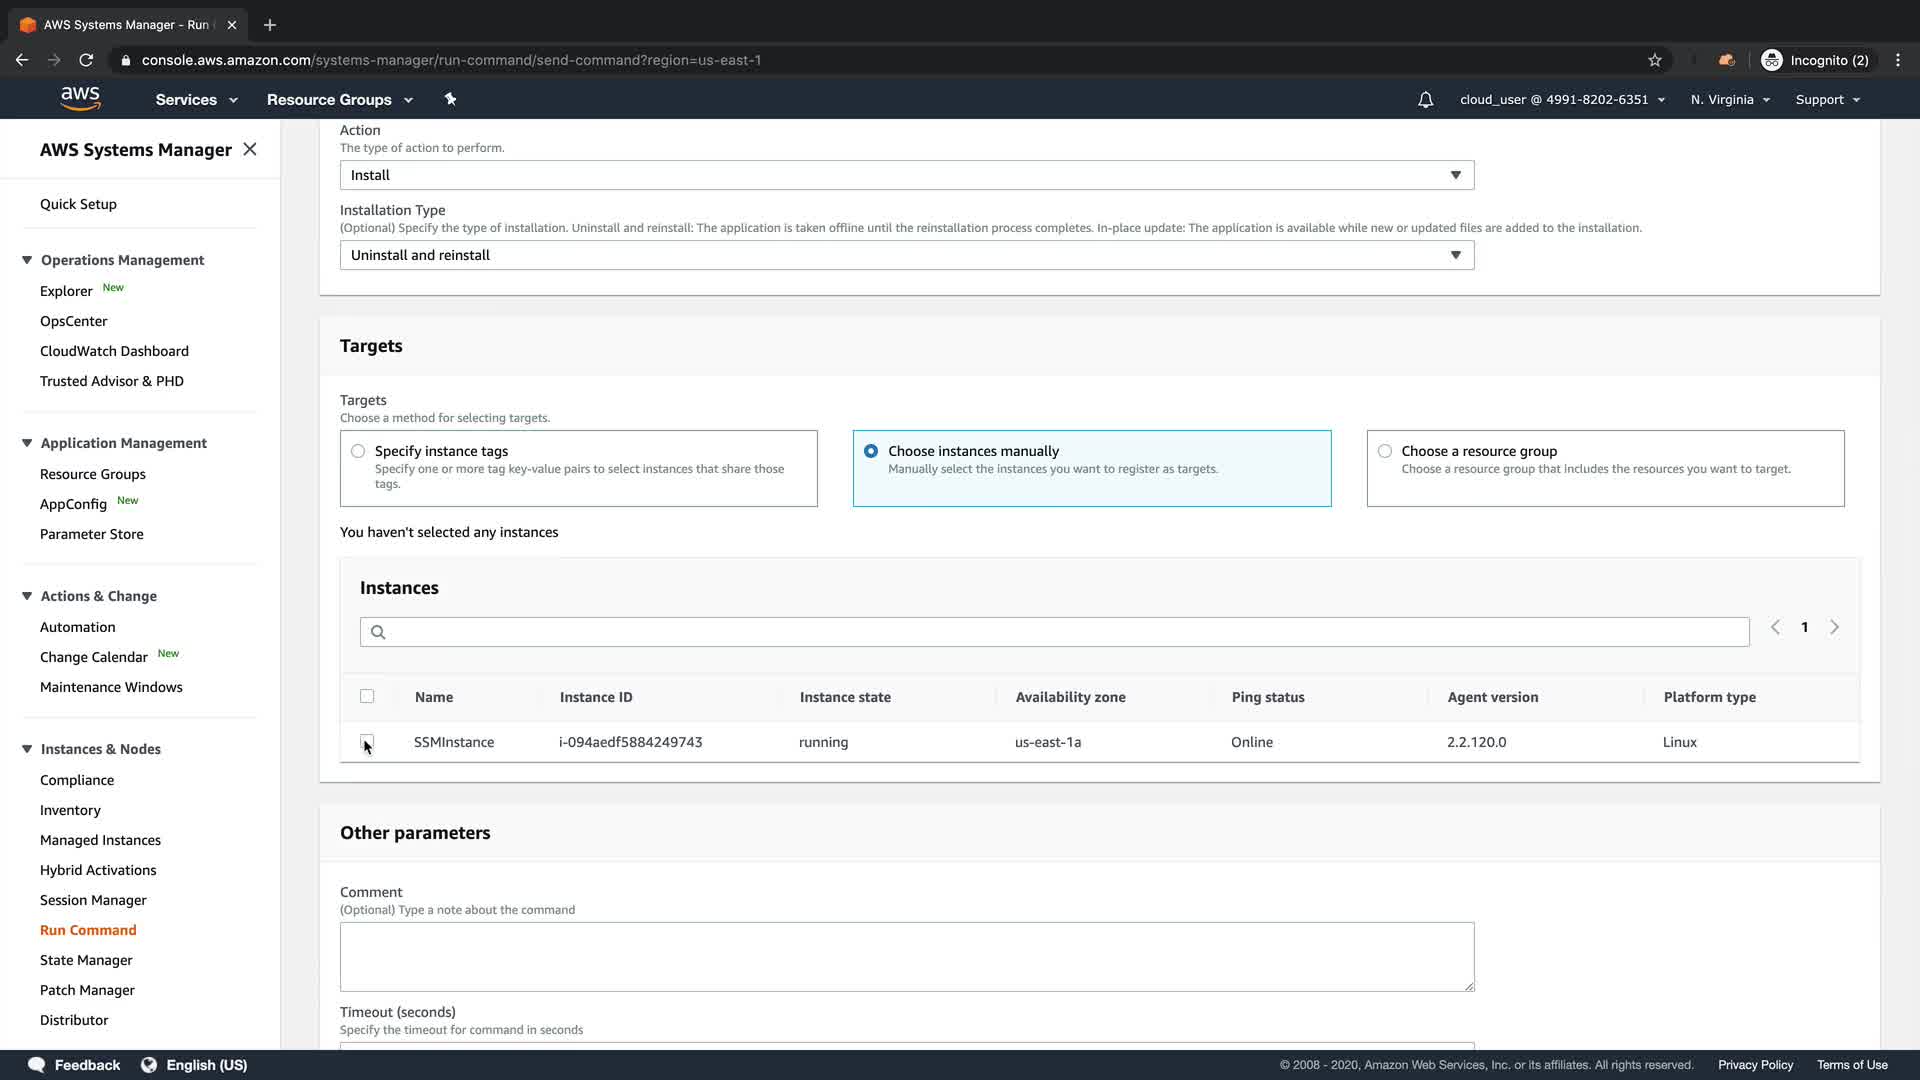 AWS Systems Manager - Run
console.aws.amazon.com/systems-manager/run-command/send-command?region=us-east-1
Incognito (2)
aws
Services
Resource Groups
cloud_user @ 4991-8202-6351
N. Virginia
Support
AWS Systems Manager
Quick Setup
Operations Management
Explorer New
OpsCenter
CloudWatch Dashboard
Trusted Advisor & PHD
Application Management
Resource Groups
AppConfig New
Parameter Store
Actions & Change
Automation
Change Calendar New
Maintenance Windows
Instances & Nodes
Compliance
Inventory
Managed Instances
Hybrid Activations
Session Manager
Run Command
State Manager
Patch Manager
Distributor
Action
The type of action to perform.
Install
Installation Type
(Optional) Specify the type of installation. Uninstall and reinstall: The application is taken offline until the reinstallation process completes. In-place update: The application is available while new or updated files are added to the installation.
Uninstall and reinstall
Targets
Targets
Choose a method for selecting targets.
Specify instance tags
Specify one or more tag key-value pairs to select instances that share those
tags.
Choose instances manually
Manually select the instances you want to register as targets.
Choose a resource group
Choose a resource group that includes the resources you want to target.
You haven't selected any instances
Instances
1
Name Instance ID Instance state Availability zone Ping status Agent version Platform type
SSMInstance i-094aedf5884249743 running us-east-1a Online 2.2.120.0 Linux
Other parameters
Comment
(Optional) Type a note about the command
Timeout (seconds)
Specify the timeout for command in seconds
Feedback
English (US)
© 2008 - 2020, Amazon Web Services, Inc. or its affiliates. All rights reserved.
Privacy Policy
Terms of Use